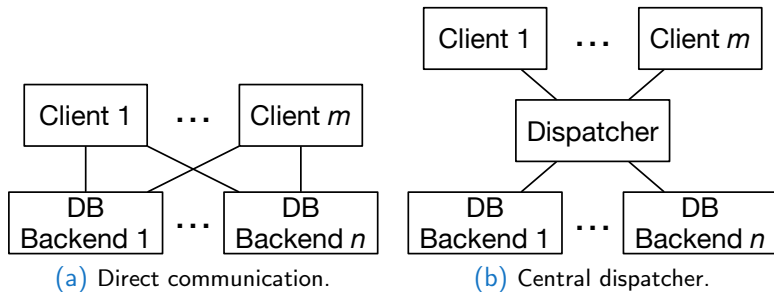 Client 1 ... Client m
DB Backend 1 ... DB Backend n
(a) Direct communication.
Client 1 ... Client m
Dispatcher
DB Backend 1 ... DB Backend n
(b) Central dispatcher.